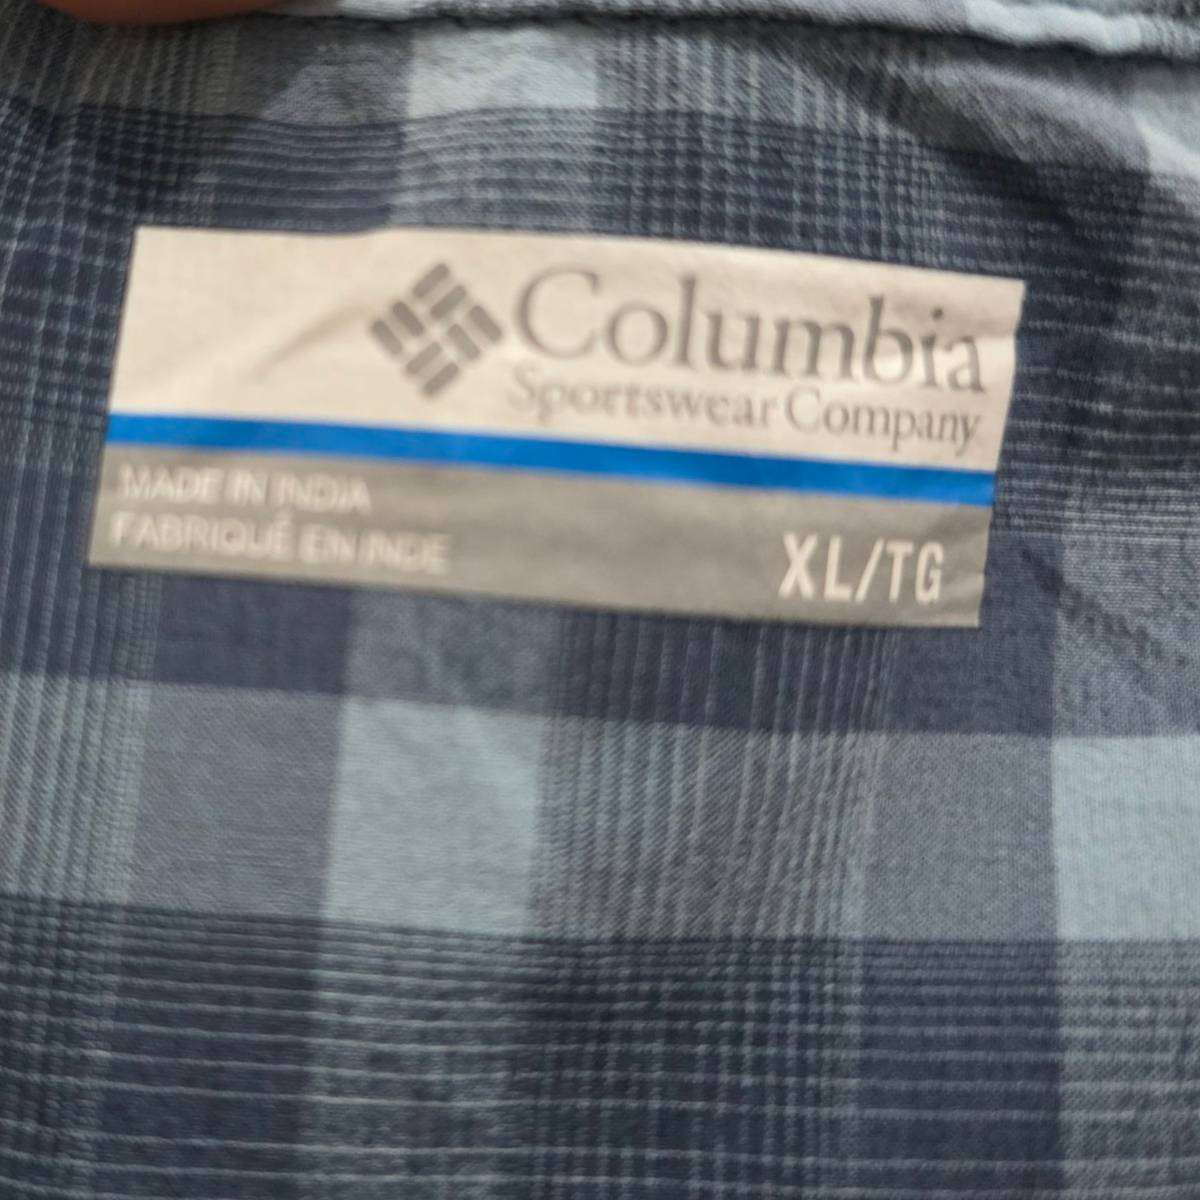 Columbia
Sportswear Company
MADE IN INDIA
FABRIQUÉ EN INDE
XL/TG